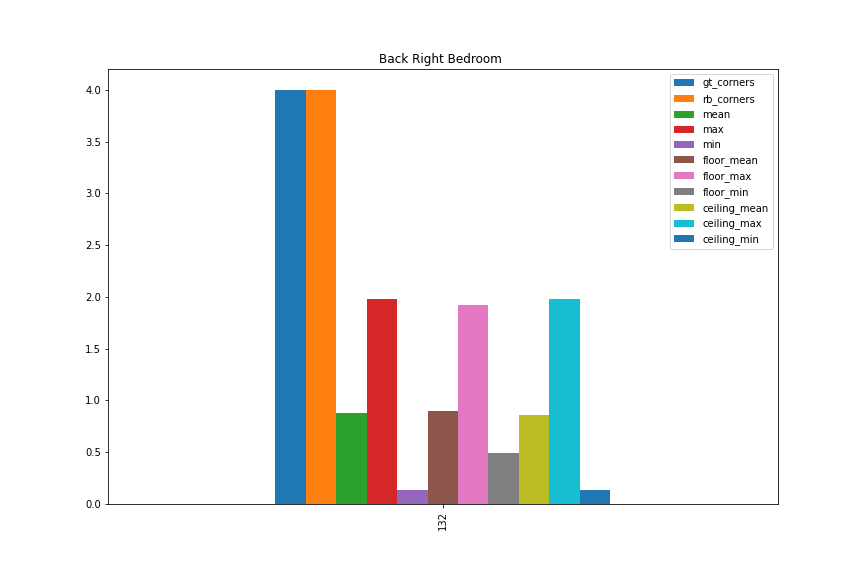 Back Right Bedroom
4.0
3.5
3.0
2.5
2.0
1.5
1.0
0.5
0.0
132
gt_corners
rb_corners
mean
max
min
floor_mean
floor_max
floor_min
ceiling_mean
ceiling_max
ceiling_min